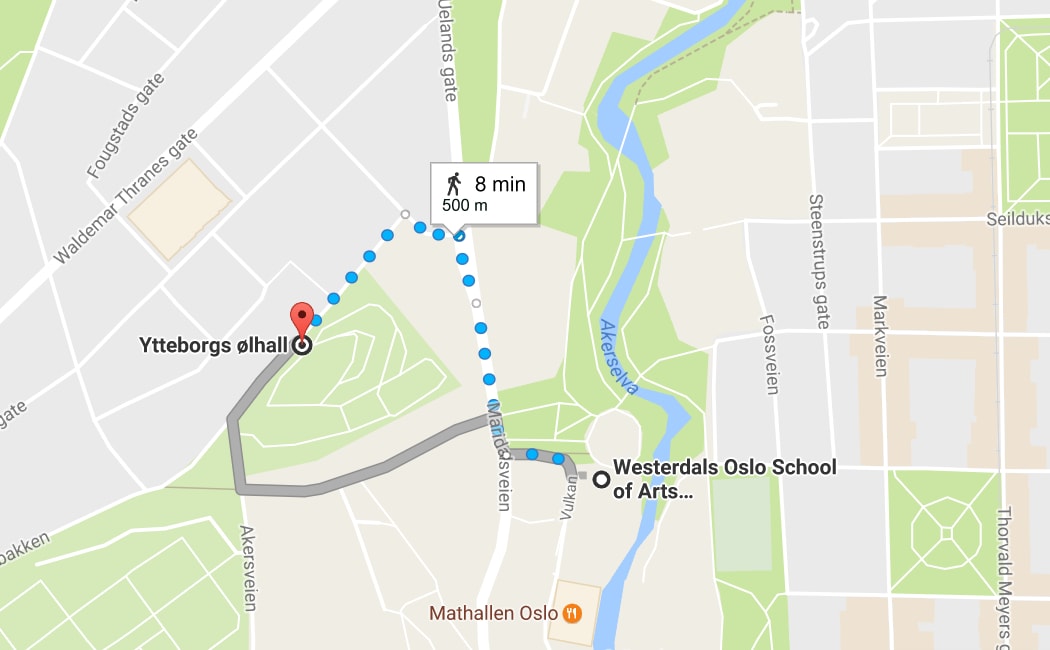 Uelands gate
Fougstads gate
Waldemar Thranes gate
8 min
500 m
Seilduks
Steenstrups gate
Markveien
Fossveien
Akerselva
Ytteborgs ølhall
gate
Maridalsveien
Westerdals Oslo School
of Arts...
Vulkan
bakken
Akersveien
Thorvald Meyers g
Mathallen Oslo